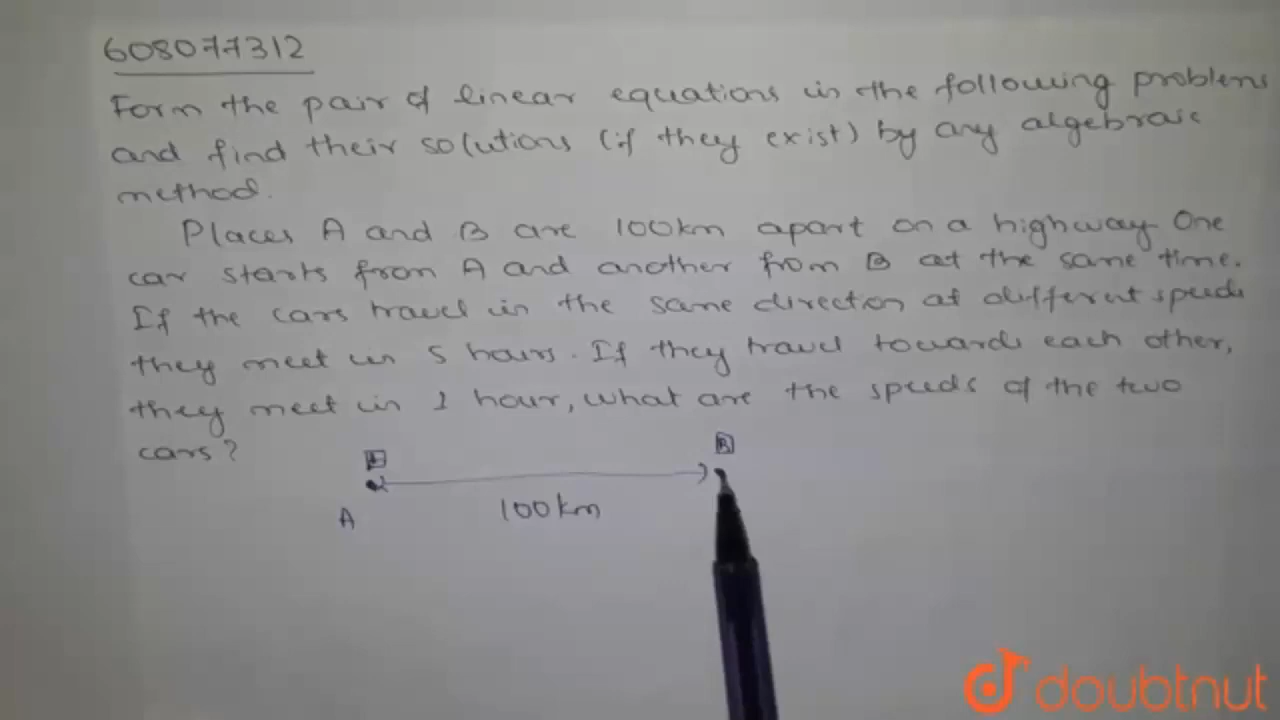 608077312
Form the pair of linear equations in the following problems
and find their solutions (if they exist) by any algebraic
method.
Places A and B are 100km apart on a highway. One
car starts from A and another from B at the same time.
If the cars travel in the same direction at different speeds
they meet in 5 hours. If they travel towards each other,
they meet in 1 hour, what are the speeds of the two
cars?
B
100km
A
doubtnut